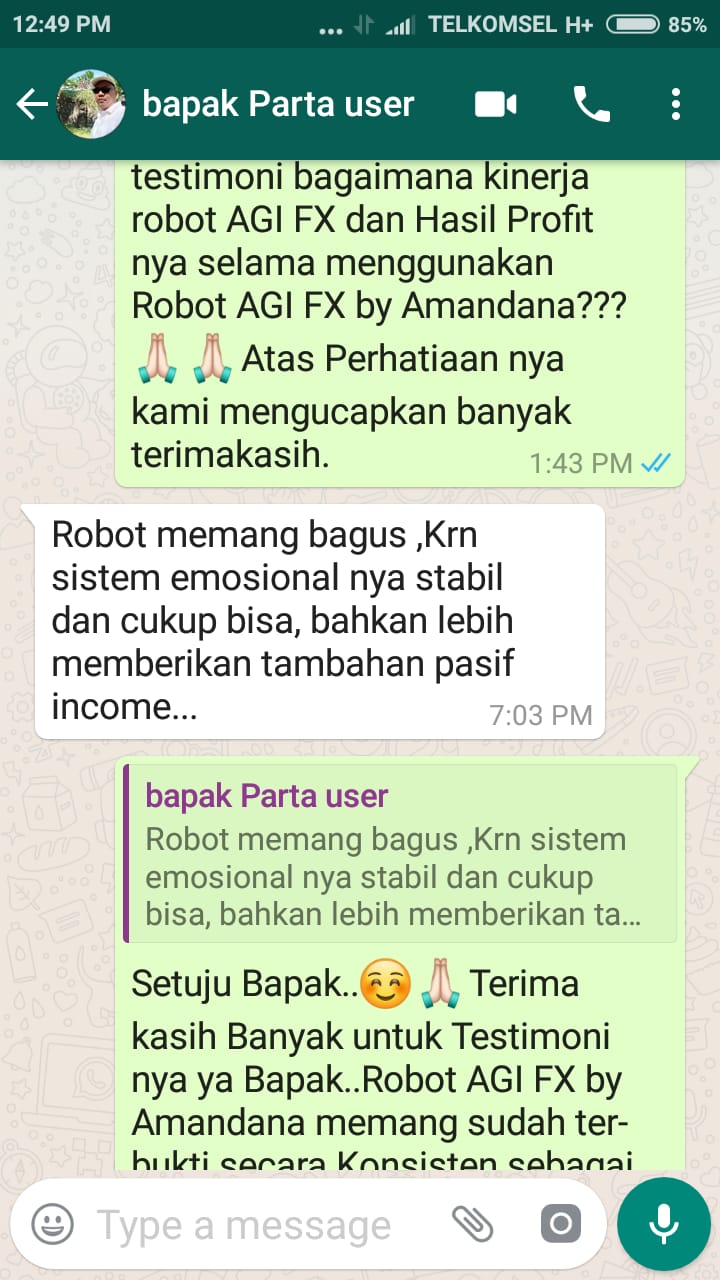 12:49 PM
... TELKOMSEL H+ 85%
bapak Parta user
testimoni bagaimana kinerja
robot AGI FX dan Hasil Profit
nya selama menggunakan
Robot AGI FX by Amandana???
🙏🏻 🙏🏻 Atas Perhatiaan nya
kami mengucapkan banyak
terimakasih.
1:43 PM
Robot memang bagus ,Krn
sistem emosional nya stabil
dan cukup bisa, bahkan lebih
memberikan tambahan pasif
income...
7:03 PM
bapak Parta user
Robot memang bagus ,Krn sistem
emosional nya stabil dan cukup
bisa, bahkan lebih memberikan ta...
Setuju Bapak..☺️🙏🏻 Terima
kasih Banyak untuk Testimoni
nya ya Bapak..Robot AGI FX by
Amandana memang sudah ter-
bukti secara Konsisten sebagai
Type a message